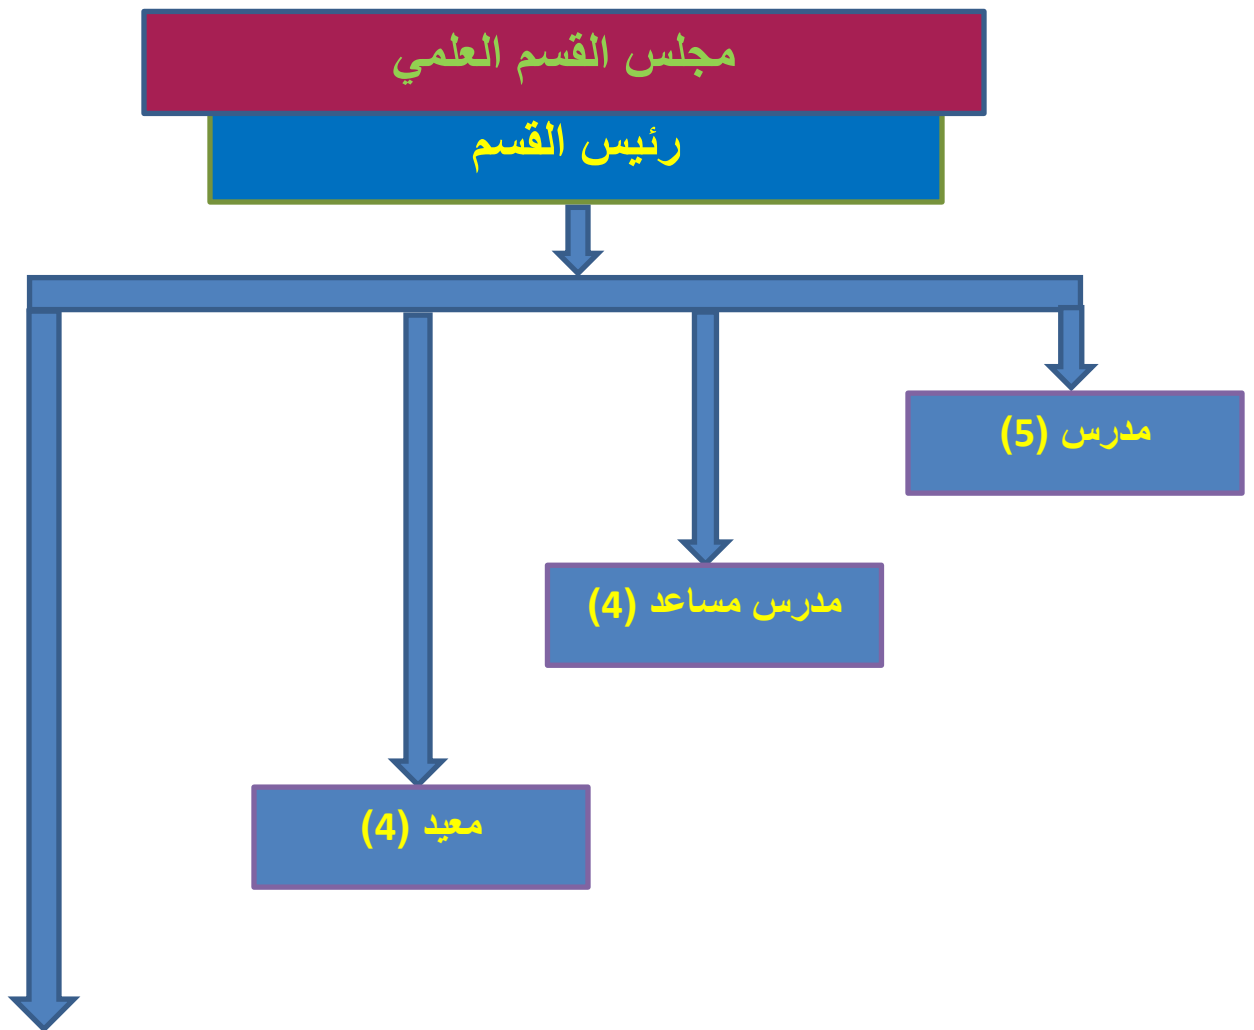 مجلس القسم العلمي
رئيس القسم
مدرس (5)
مدرس مساعد (4)
معيد (4)